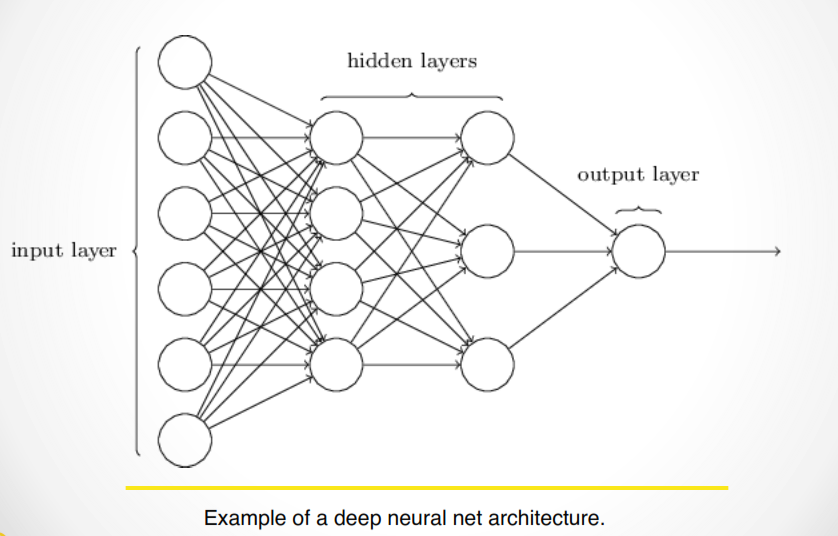 hidden layers
output layer
input layer
Example of a deep neural net architecture.